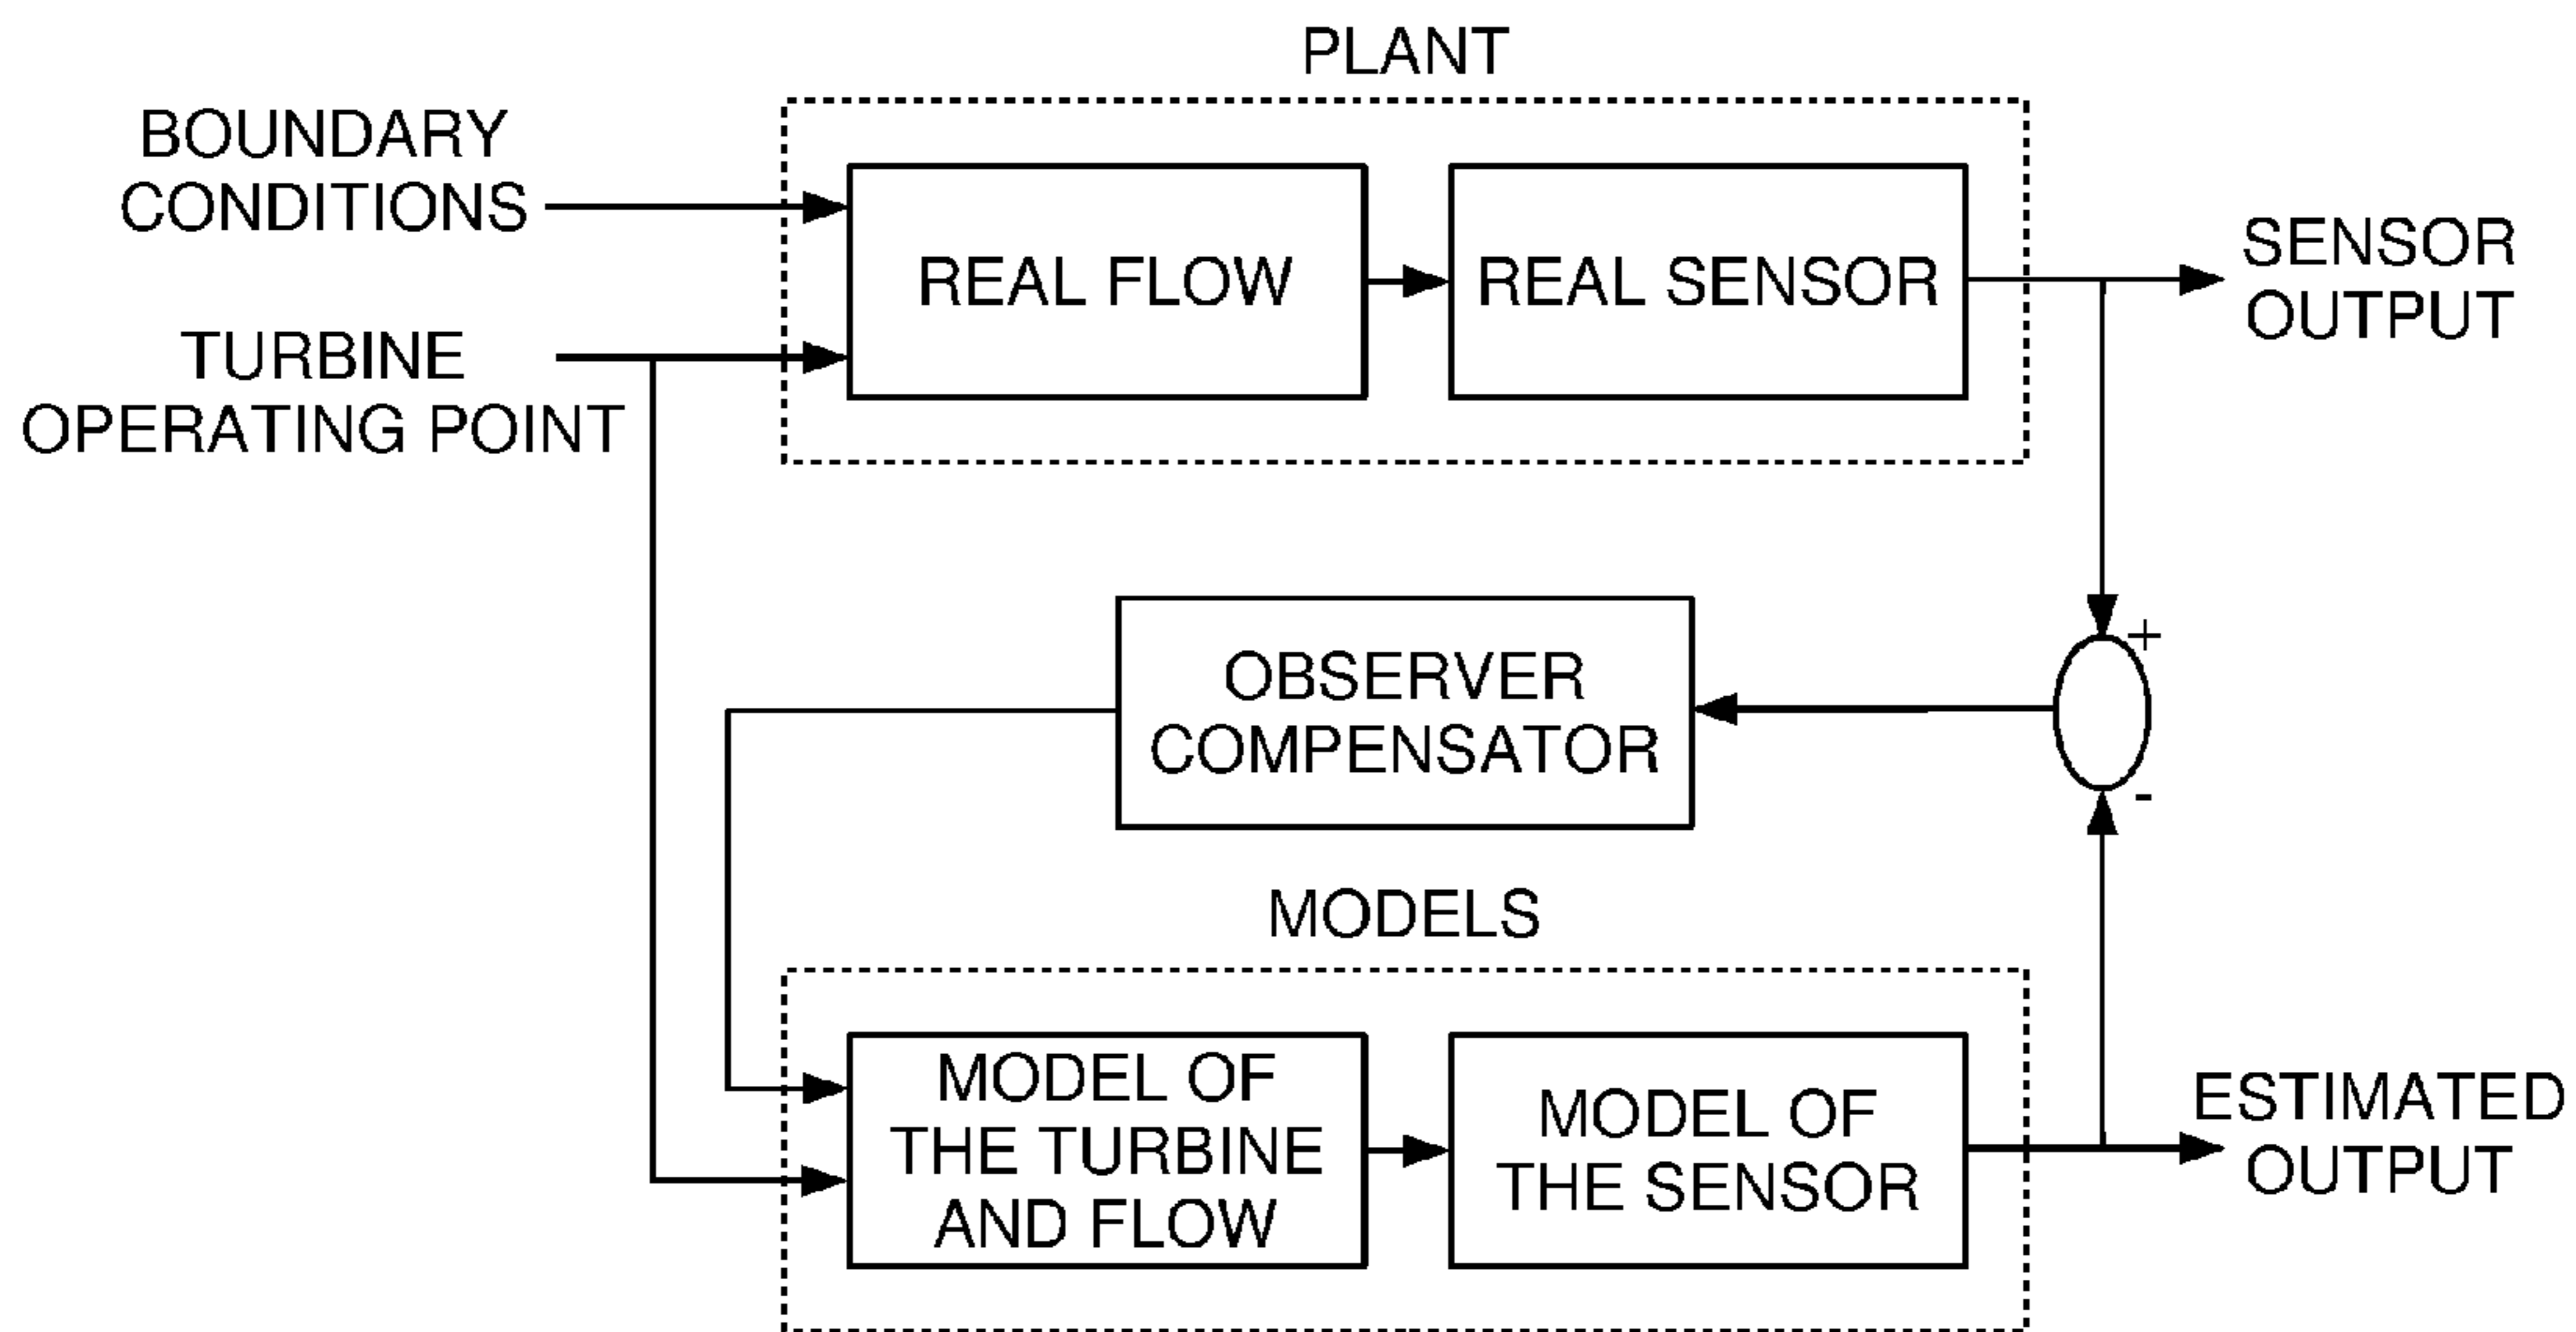 PLANT
BOUNDARY
CONDITIONS
TURBINE
OPERATING POINT
REAL FLOW
REAL SENSOR
SENSOR
OUTPUT
+
OBSERVER
COMPENSATOR
-
MODELS
MODEL OF
THE TURBINE
AND FLOW
MODEL OF
THE SENSOR
ESTIMATED
OUTPUT